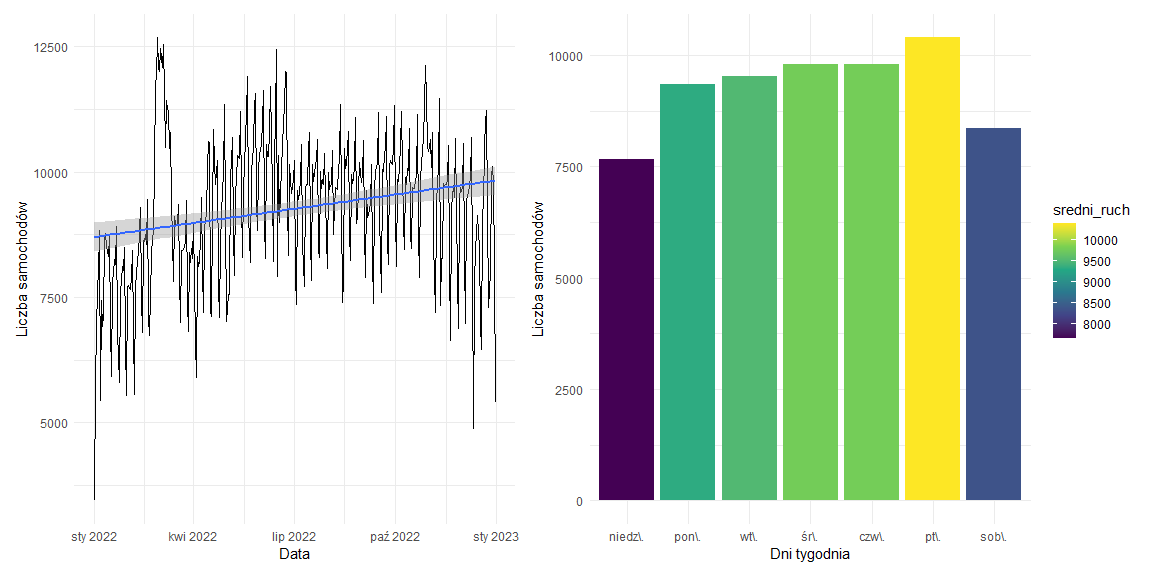 Liczba samochodów
12500
10000
7500
5000
sty 2022
kwi 2022
lip 2022
paź 2022
sty 2023
Data
Liczba samochodów
10000
7500
5000
2500
0
niedz\.
pon\.
wt\.
śr\.
czw\.
pt\.
sob\.
Dni tygodnia
sredni_ruch
10000
9500
9000
8500
8000